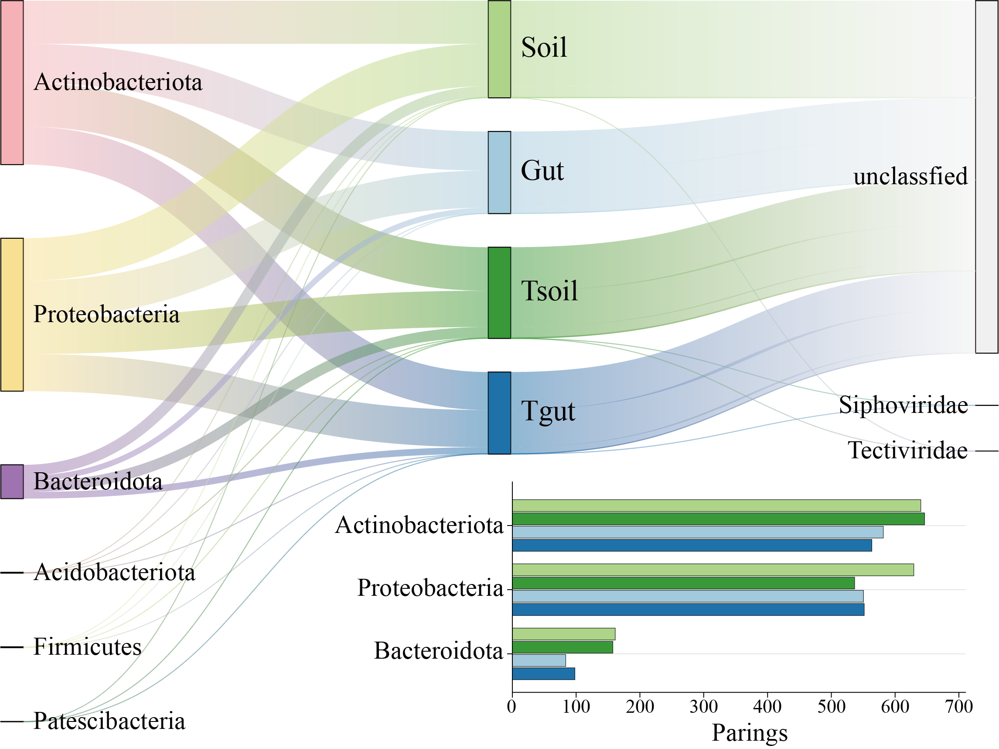 Actinobacteriota
Proteobacteria
Bacteroidota
Acidobacteriota
Firmicutes
Patescibacteria
Soil
Gut
Tsoil
Tgut
unclassfied
Siphoviridae
Tectiviridae
Actinobacteriota
Proteobacteria
Bacteroidota
0 100 200 300 400 500 600 700
Parings